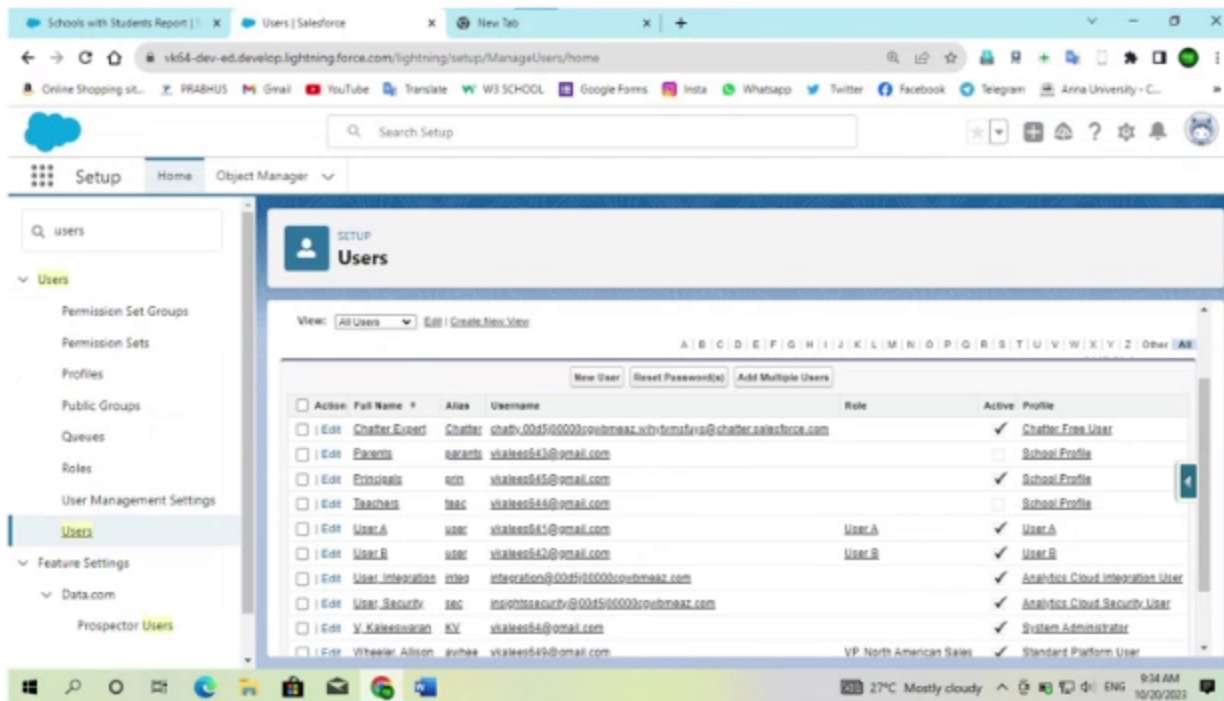 Schools with Students Report | S
Users | Salesforce
New Tab
vk64-dev-ed.develop.lightning.force.com/lightning/setup/ManageUsers/home
Online Shopping sit... PRABHUS Gmail YouTube Translate W3 SCHOOL Google Forms Insta Whatsapp Twitter Facebook Telegram Anna University - C...
Search Setup
Setup Home Object Manager
users
SETUP
Users
Users
Permission Set Groups
Permission Sets
Profiles
Public Groups
Queues
Roles
User Management Settings
Users
Feature Settings
Data.com
Prospector Users
View: All Users Edit | Create New View
A | B | C | D | E | F | G | H | I | J | K | L | M | N | O | P | Q | R | S | T | U | V | W | X | Y | Z | Other All
New User Reset Password(s) Add Multiple Users
Action Full Name Alias Username Role Active Profile
Edit Chatter Expert Chatter Chatter Free User
Edit Parents parants vkalees643@gmail.com School Profile
Edit Principals prin vkalees645@gmail.com School Profile
Edit Teachers teac vkalees644@gmail.com School Profile
Edit User A user vkalees641@gmail.com User A User A
Edit User B user vkalees642@gmail.com User B User B
Edit User, Integration integ integration@00d5j00000cgvbmeaz.com Analytics Cloud Integration User
Edit User, Security sec insightssecurity@00d5j00000cgvbmeaz.com Analytics Cloud Security User
Edit V, Kaleeswaran KV vkalees64@gmail.com System Administrator
Edit Wheeler, Allison awhee vkalees649@gmail.com VP, North American Sales Standard Platform User
27°C Mostly cloudy ENG 9:34 AM
10/20/2023